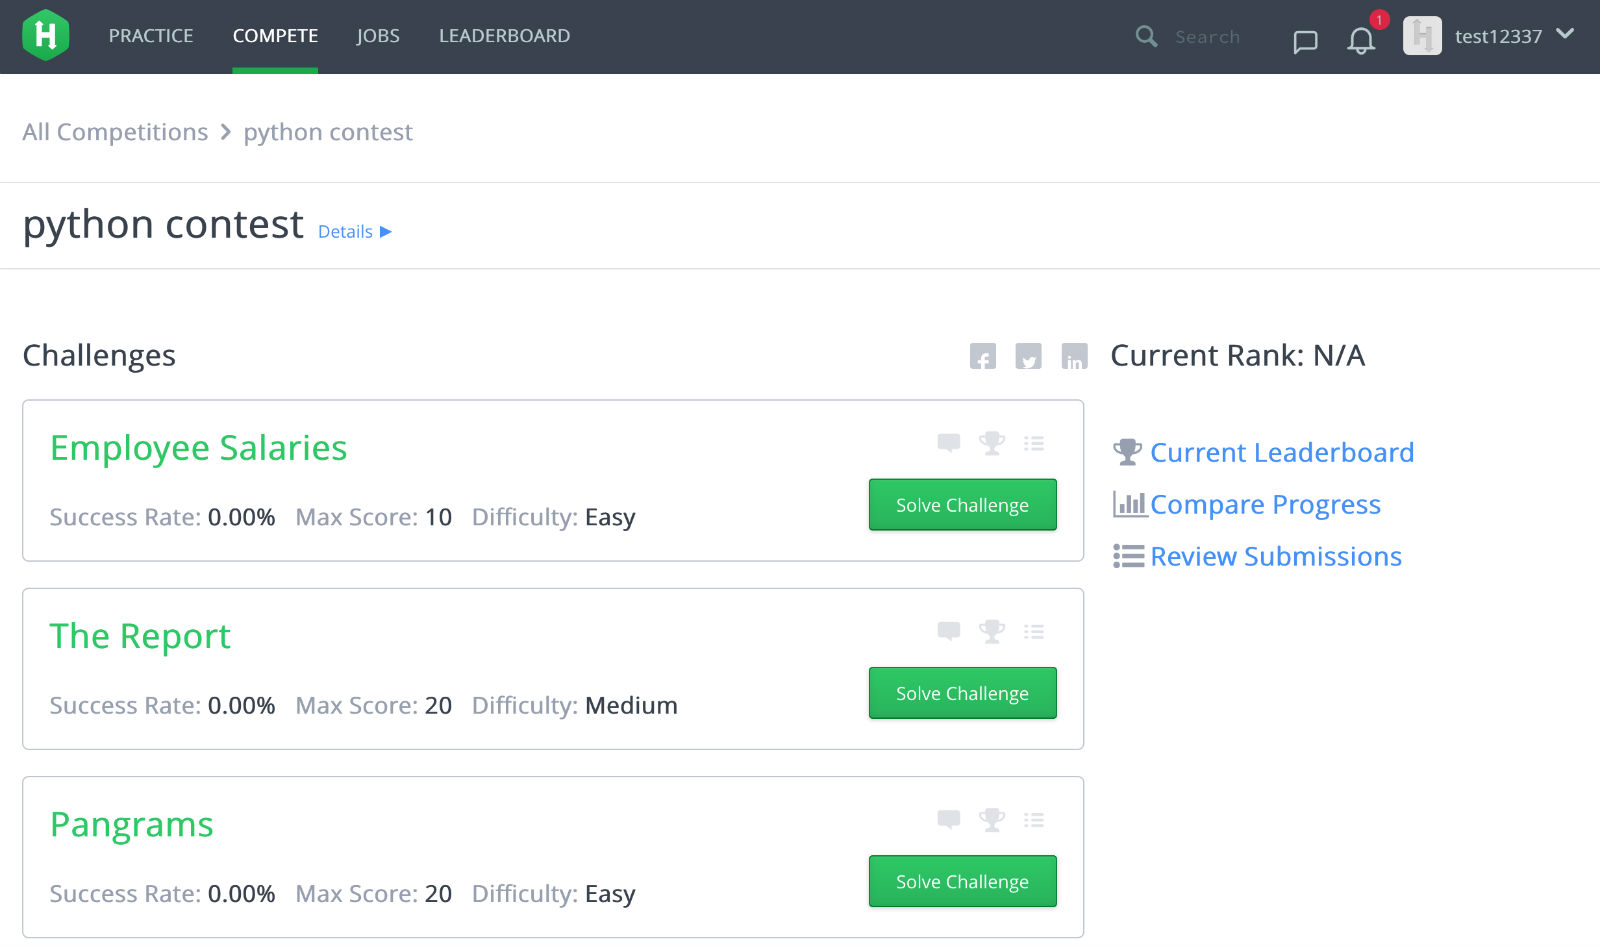 H PRACTICE COMPETE JOBS LEADERBOARD Search 1 H test12337
All Competitions > python contest
python contest Details ▶
Challenges f in Current Rank: N/A
Employee Salaries
Success Rate: 0.00% Max Score: 10 Difficulty: Easy Solve Challenge
The Report
Success Rate: 0.00% Max Score: 20 Difficulty: Medium Solve Challenge
Pangrams
Success Rate: 0.00% Max Score: 20 Difficulty: Easy Solve Challenge
Current Leaderboard
Compare Progress
Review Submissions